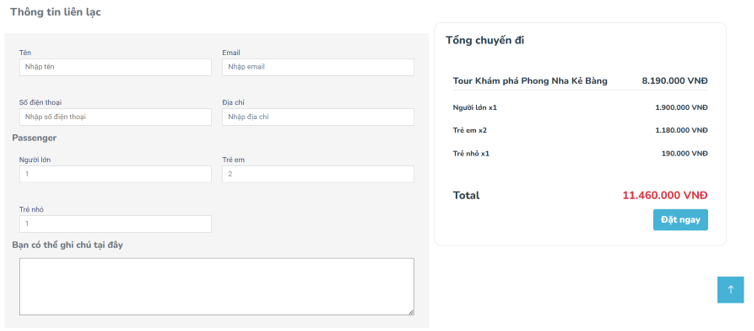 Thông tin liên lạc
Tên
Email
Nhập tên
Nhập email
Số điện thoại
Địa chỉ
Nhập số điện thoại
Nhập địa chỉ
Passenger
Người lớn
Trẻ em
1
2
Trẻ nhỏ
1
Bạn có thể ghi chú tại đây
Tổng chuyến đi
Tour Khám phá Phong Nha Kẻ Bàng 8.190.000 VNĐ
Người lớn x1 1.900.000 VNĐ
Trẻ em x2 1.180.000 VNĐ
Trẻ nhỏ x1 190.000 VNĐ
Total 11.460.000 VNĐ
Đặt ngay